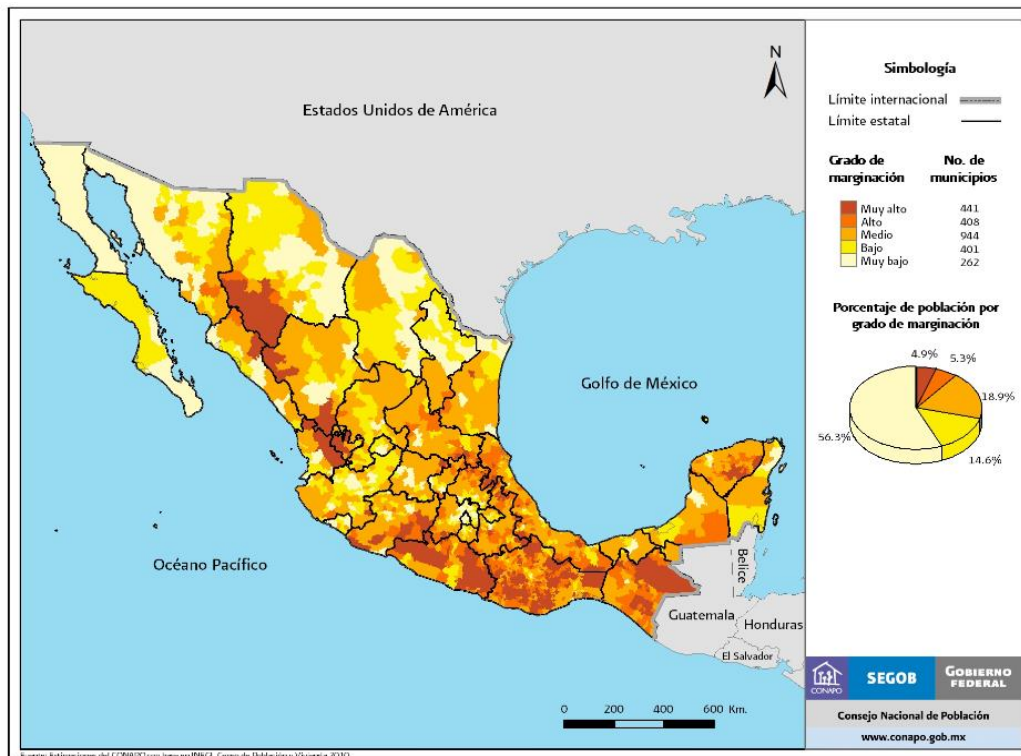 Estados Unidos de América
N
Golfo de México
Océano Pacífico
Belice
Guatemala
Honduras
El Salvador
0 200 400 600 Km.
Simbología
Límite internacional
Límite estatal
Grado de marginación No. de municipios
Muy alto 441
Alto 408
Medio 944
Bajo 401
Muy bajo 262
Porcentaje de población por
grado de marginación
4.9%
5.3%
18.9%
14.6%
56.3%
CONAPO
SEGOB
GOBIERNO
FEDERAL
Consejo Nacional de Población
www.conapo.gob.mx